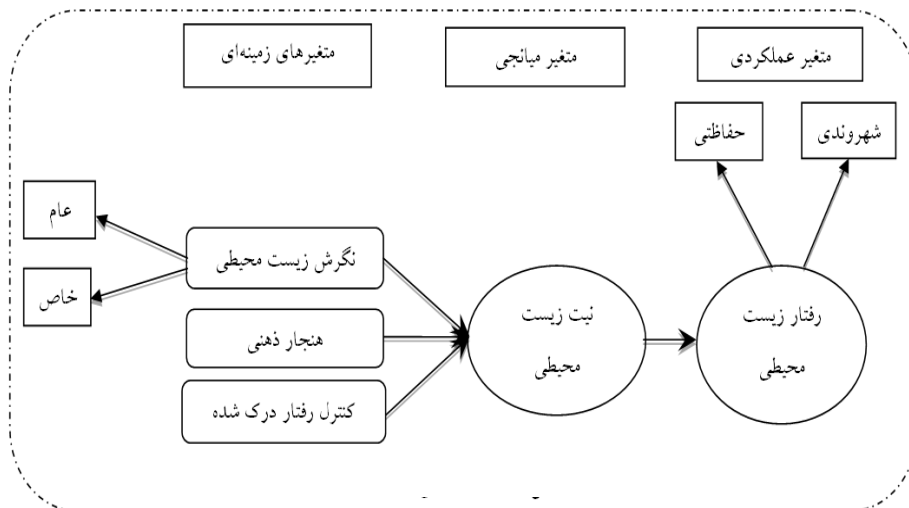 متغیر عملکردی
متغیر میانجی
متغیرهای زمینه‌ای
شهروندی
حفاظتی
عام
خاص
نگرش زیست محیطی
هنجار ذهنی
کنترل رفتار درک شده
نیت زیست
محیطی
رفتار زیست
محیطی